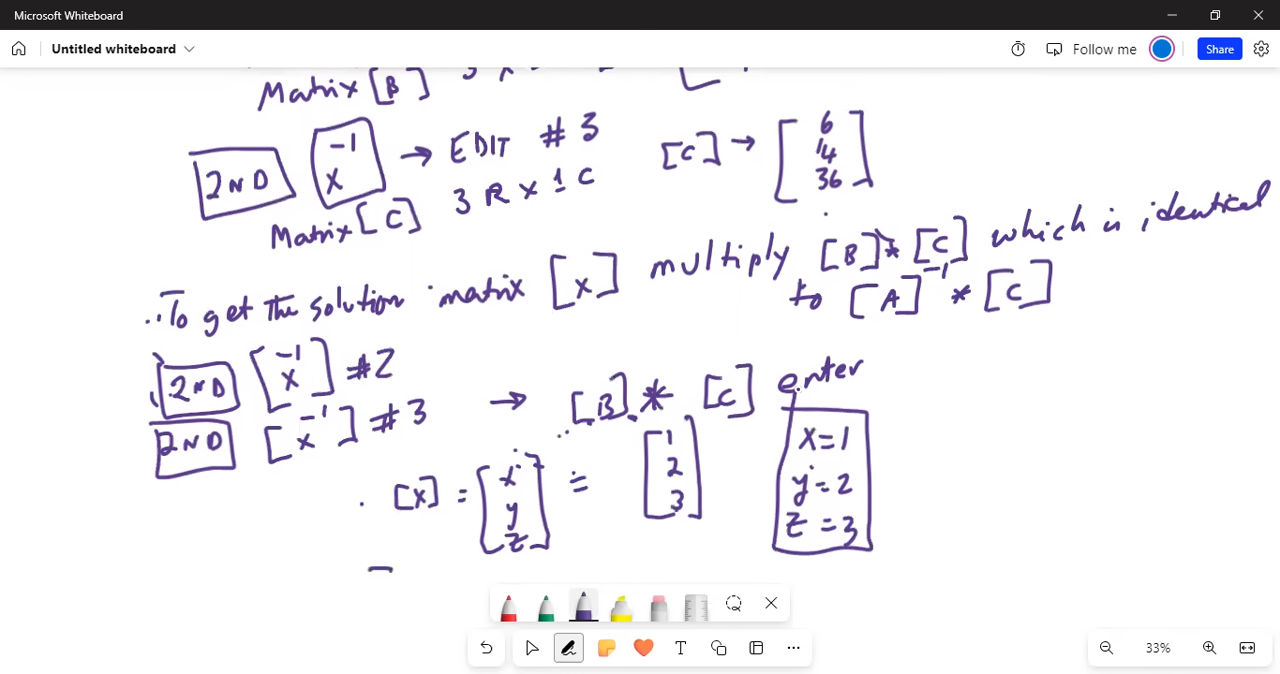 Microsoft Whiteboard
Untitled whiteboard
Follow me
Share
Matrix [B]
2ND x⁻¹ → EDIT #3 [C] → [6 14 36]
3 R x 1 C
Matrix [C]
∴ To get the solution matrix [x] multiply [B] * [C] which is identical
to [A]⁻¹ * [C]
2ND [x⁻¹] #2
2ND [x⁻¹] #3 → [B] * [C] enter
[x] = [x y z] = [1 2 3]
x = 1
y = 2
z = 3
33%